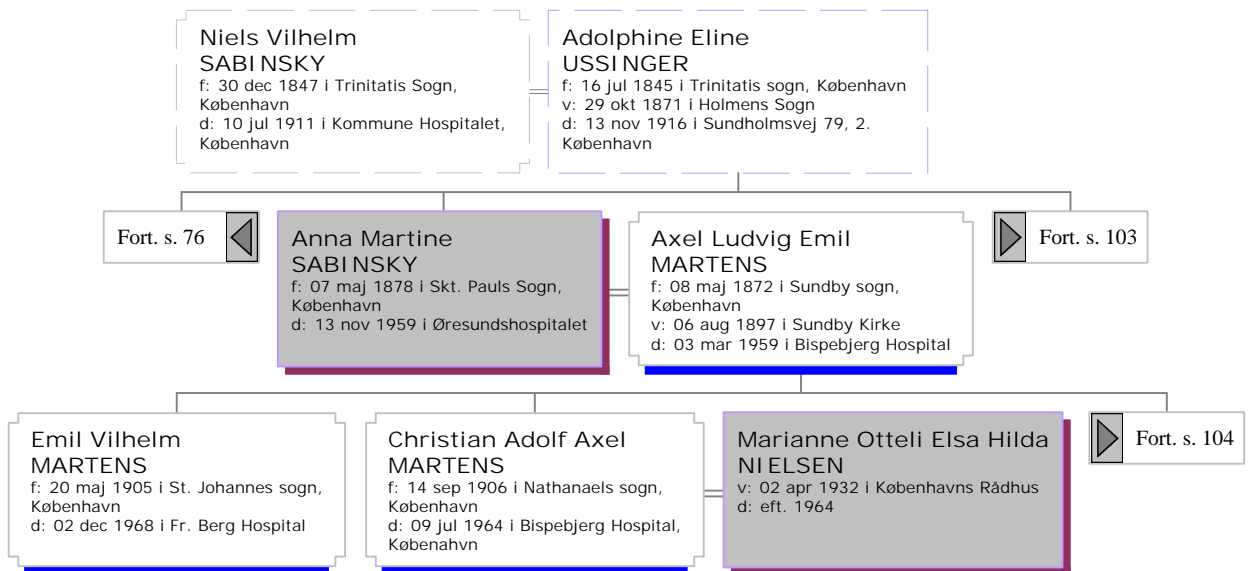 Niels Vilhelm
SABINSKY
f: 30 dec 1847 i Trinitatis Sogn,
København
d: 10 jul 1911 i Kommune Hospitalet,
København
Adolphine Eline
USSINGER
f: 16 jul 1845 i Trinitatis sogn, København
v: 29 okt 1871 i Holmens Sogn
d: 13 nov 1916 i Sundholmsvej 79, 2.
København
Fort. s. 76
Anna Martine
SABINSKY
f: 07 maj 1878 i Skt. Pauls Sogn,
København
d: 13 nov 1959 i Øresundshospitalet
Axel Ludvig Emil
MARTENS
f: 08 maj 1872 i Sundby sogn,
København
v: 06 aug 1897 i Sundby Kirke
d: 03 mar 1959 i Bispebjerg Hospital
Fort. s. 103
Emil Vilhelm
MARTENS
f: 20 maj 1905 i St. Johannes sogn,
København
d: 02 dec 1968 i Fr. Berg Hospital
Christian Adolf Axel
MARTENS
f: 14 sep 1906 i Nathanaels sogn,
København
d: 09 jul 1964 i Bispebjerg Hospital,
Københahvn
Marianne Otteli Elsa Hilda
NIELSEN
v: 02 apr 1932 i Københavns Rådhus
d: eft. 1964
Fort. s. 104